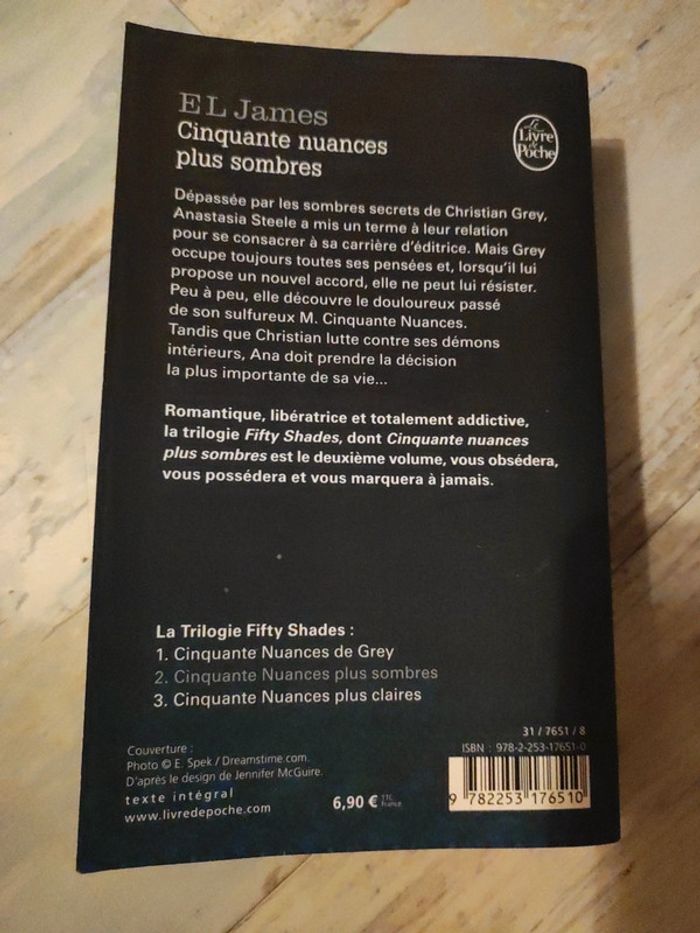 E L James
Cinquante nuances
plus sombres
Le
Livre
de
Poche
Dépassée par les sombres secrets de Christian Grey,
Anastasia Steele a mis un terme à leur relation
pour se consacrer à sa carrière d'éditrice. Mais Grey
occupe toujours toutes ses pensées et, lorsqu'il lui
propose un nouvel accord, elle ne peut lui résister.
Peu à peu, elle découvre le douloureux passé
de son sulfureux M. Cinquante Nuances.
Tandis que Christian lutte contre ses démons
intérieurs, Ana doit prendre la décision
la plus importante de sa vie...
Romantique, libératrice et totalement addictive,
la trilogie Fifty Shades, dont Cinquante nuances
plus sombres est le deuxième volume, vous obsédera,
vous possédera et vous marquera à jamais.
La Trilogie Fifty Shades :
1. Cinquante Nuances de Grey
2. Cinquante Nuances plus sombres
3. Cinquante Nuances plus claires
Couverture :
Photo © E. Spek / Dreamstime.com.
D'après le design de Jennifer McGuire.
texte intégral
www.livredepoche.com
6,90 € TTC
France
31 / 7651 / 8
ISBN : 978-2-253-17651-0
9 782253 176510